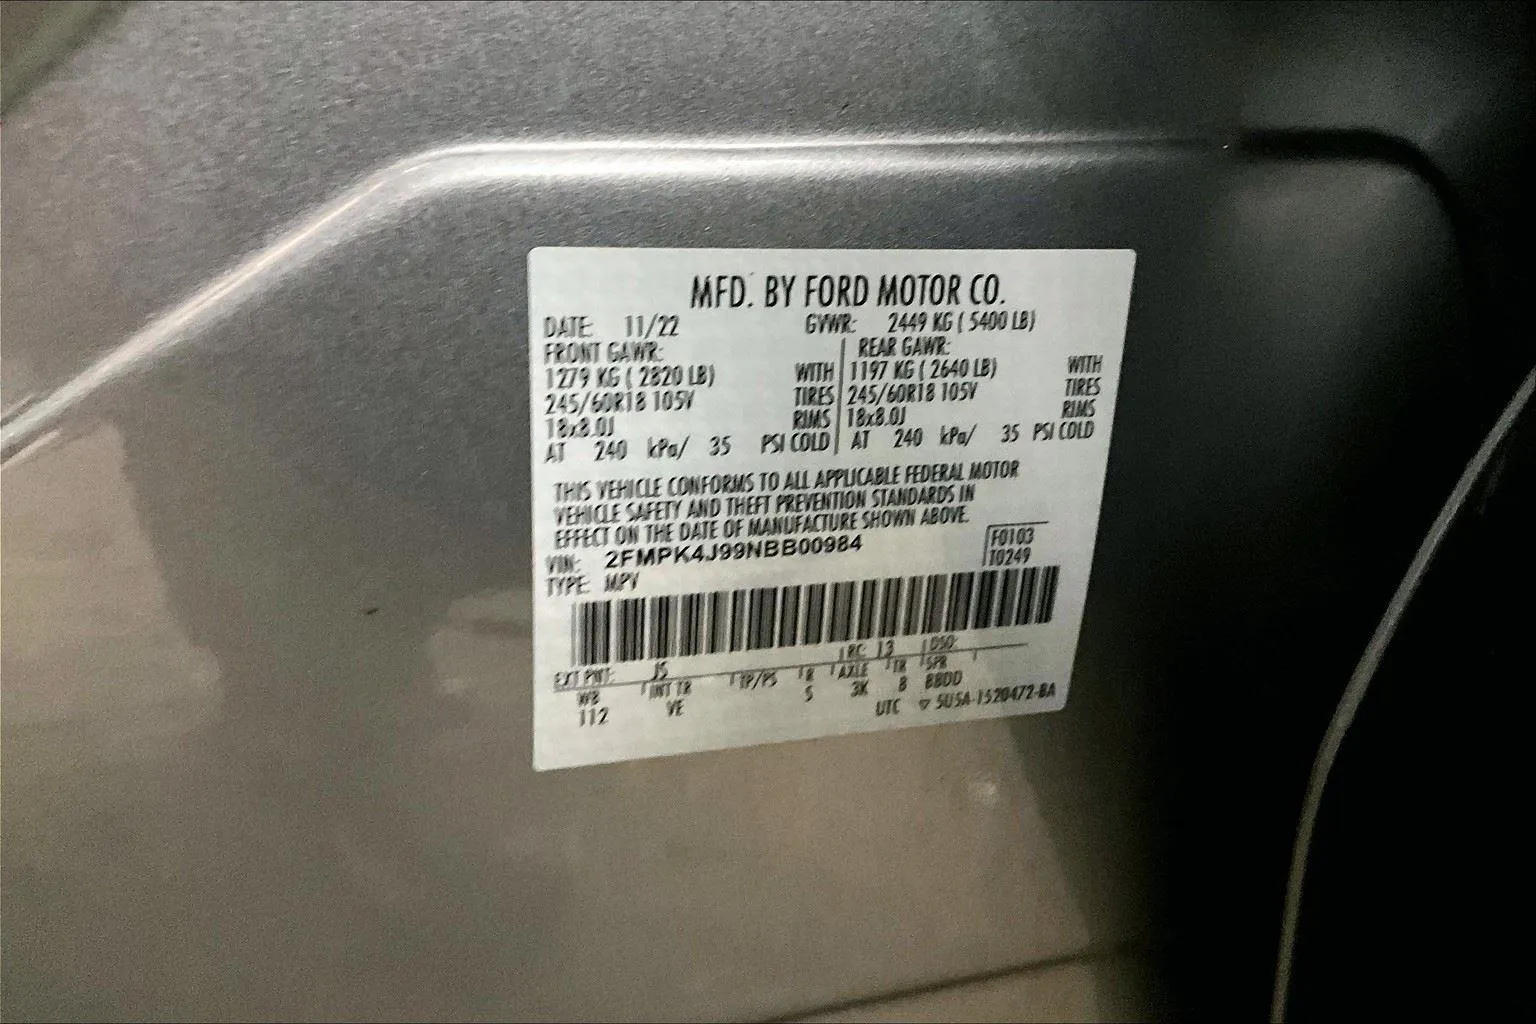 MFD. BY FORD MOTOR CO.
DATE: 11/22 GVWR: 2449 KG ( 5400 LB)
FRONT GAWR: REAR GAWR:
1279 KG ( 2820 LB) WITH 1197 KG ( 2640 LB) WITH
245/60R18 105V TIRES 245/60R18 105V TIRES
18x8.0J RIMS 18x8.0J RIMS
AT 240 kPa/ 35 PSI COLD AT 240 kPa/ 35 PSI COLD
THIS VEHICLE CONFORMS TO ALL APPLICABLE FEDERAL MOTOR
VEHICLE SAFETY AND THEFT PREVENTION STANDARDS IN
EFFECT ON THE DATE OF MANUFACTURE SHOWN ABOVE.
VIN: 2FMPK4J99NBB00984 F0103
TYPE: MPV T0249
EXT PNT: J5 RC: 13 DSO:
WB INT TR TP/PS R AXLE TR SPR
112 VE S 3K 8 BBDD
UTC ▽ 5U5A-1520472-BA